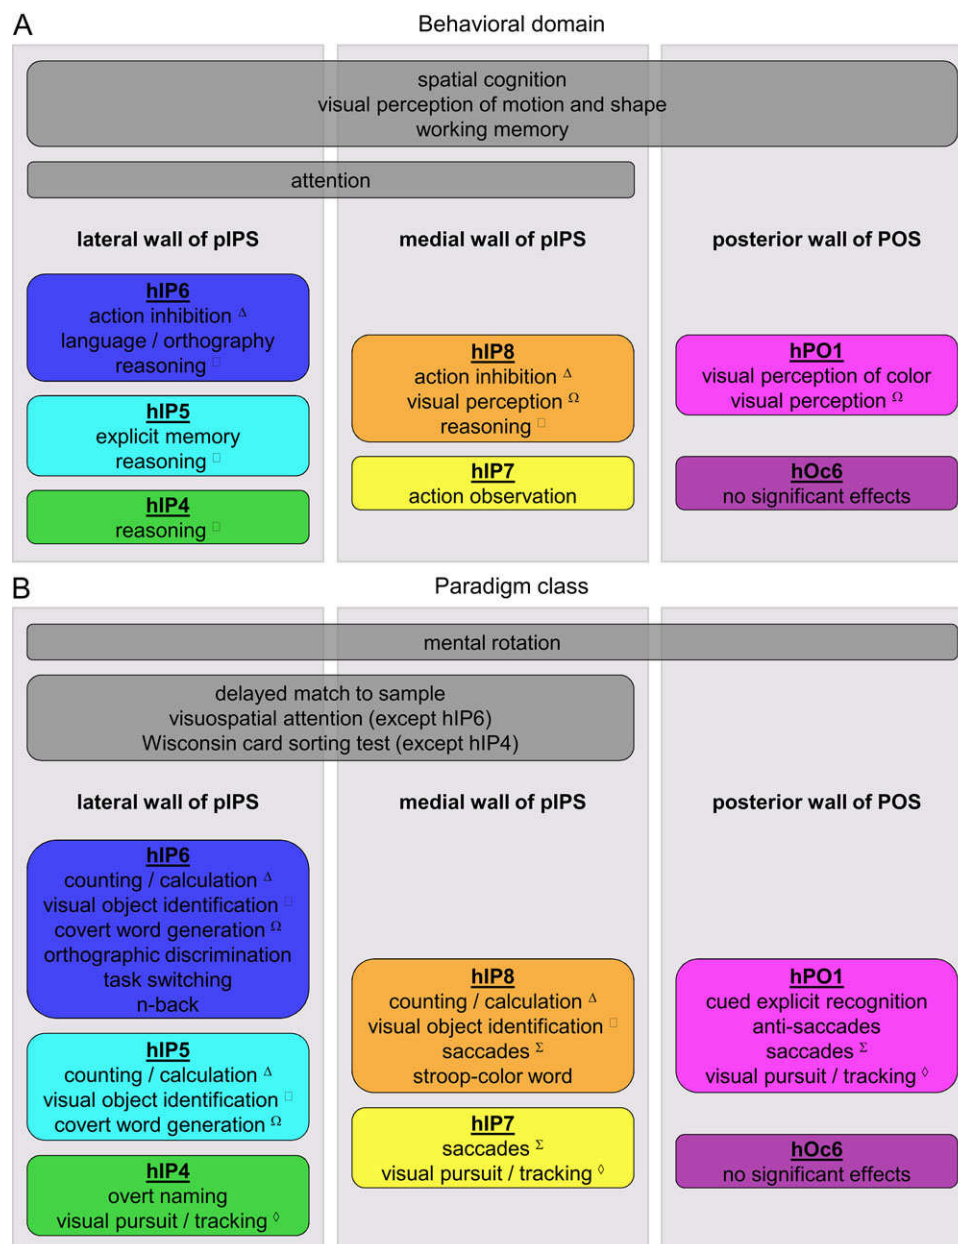 A
Behavioral domain
spatial cognition
visual perception of motion and shape
working memory
attention
lateral wall of pIPS
medial wall of pIPS
posterior wall of POS
hIP6
action inhibition Δ
language / orthography
reasoning □
hIP5
explicit memory
reasoning □
hIP4
reasoning □
hIP8
action inhibition Δ
visual perception Ω
reasoning □
hIP7
action observation
hPO1
visual perception of color
visual perception Ω
hOc6
no significant effects
B
Paradigm class
mental rotation
delayed match to sample
visuospatial attention (except hIP6)
Wisconsin card sorting test (except hIP4)
lateral wall of pIPS
medial wall of pIPS
posterior wall of POS
hIP6
counting / calculation Δ
visual object identification □
covert word generation Ω
orthographic discrimination
task switching
n-back
hIP5
counting / calculation Δ
visual object identification □
covert word generation Ω
hIP4
overt naming
visual pursuit / tracking ◊
hIP8
counting / calculation Δ
visual object identification □
saccades Σ
stroop-color word
hIP7
saccades Σ
visual pursuit / tracking ◊
hPO1
cued explicit recognition
anti-saccades
saccades Σ
visual pursuit / tracking ◊
hOc6
no significant effects